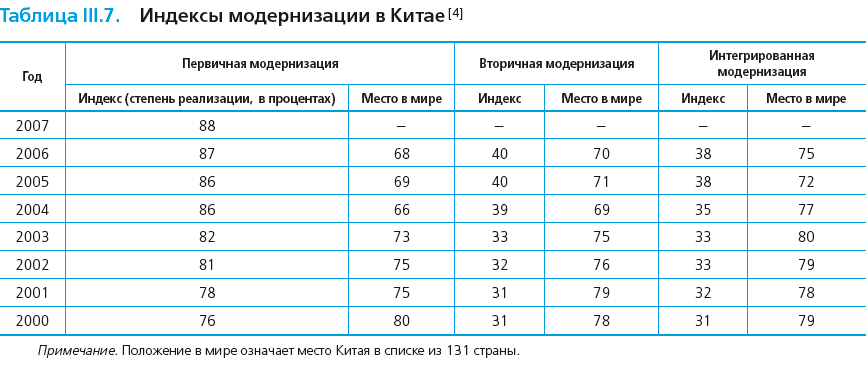 Таблица III.7. Индексы модернизации в Китае [4]
Год Первичная модернизация Вторичная модернизация Интегрированная модернизация
Индекс (степень реализации, в процентах) Место в мире Индекс Место в мире Индекс Место в мире
2007 88 – – – – –
2006 87 68 40 70 38 75
2005 86 69 40 71 38 72
2004 86 66 39 69 35 77
2003 82 73 33 75 33 80
2002 81 75 32 76 33 79
2001 78 75 31 79 32 78
2000 76 80 31 78 31 79
Примечание. Положение в мире означает место Китая в списке из 131 страны.